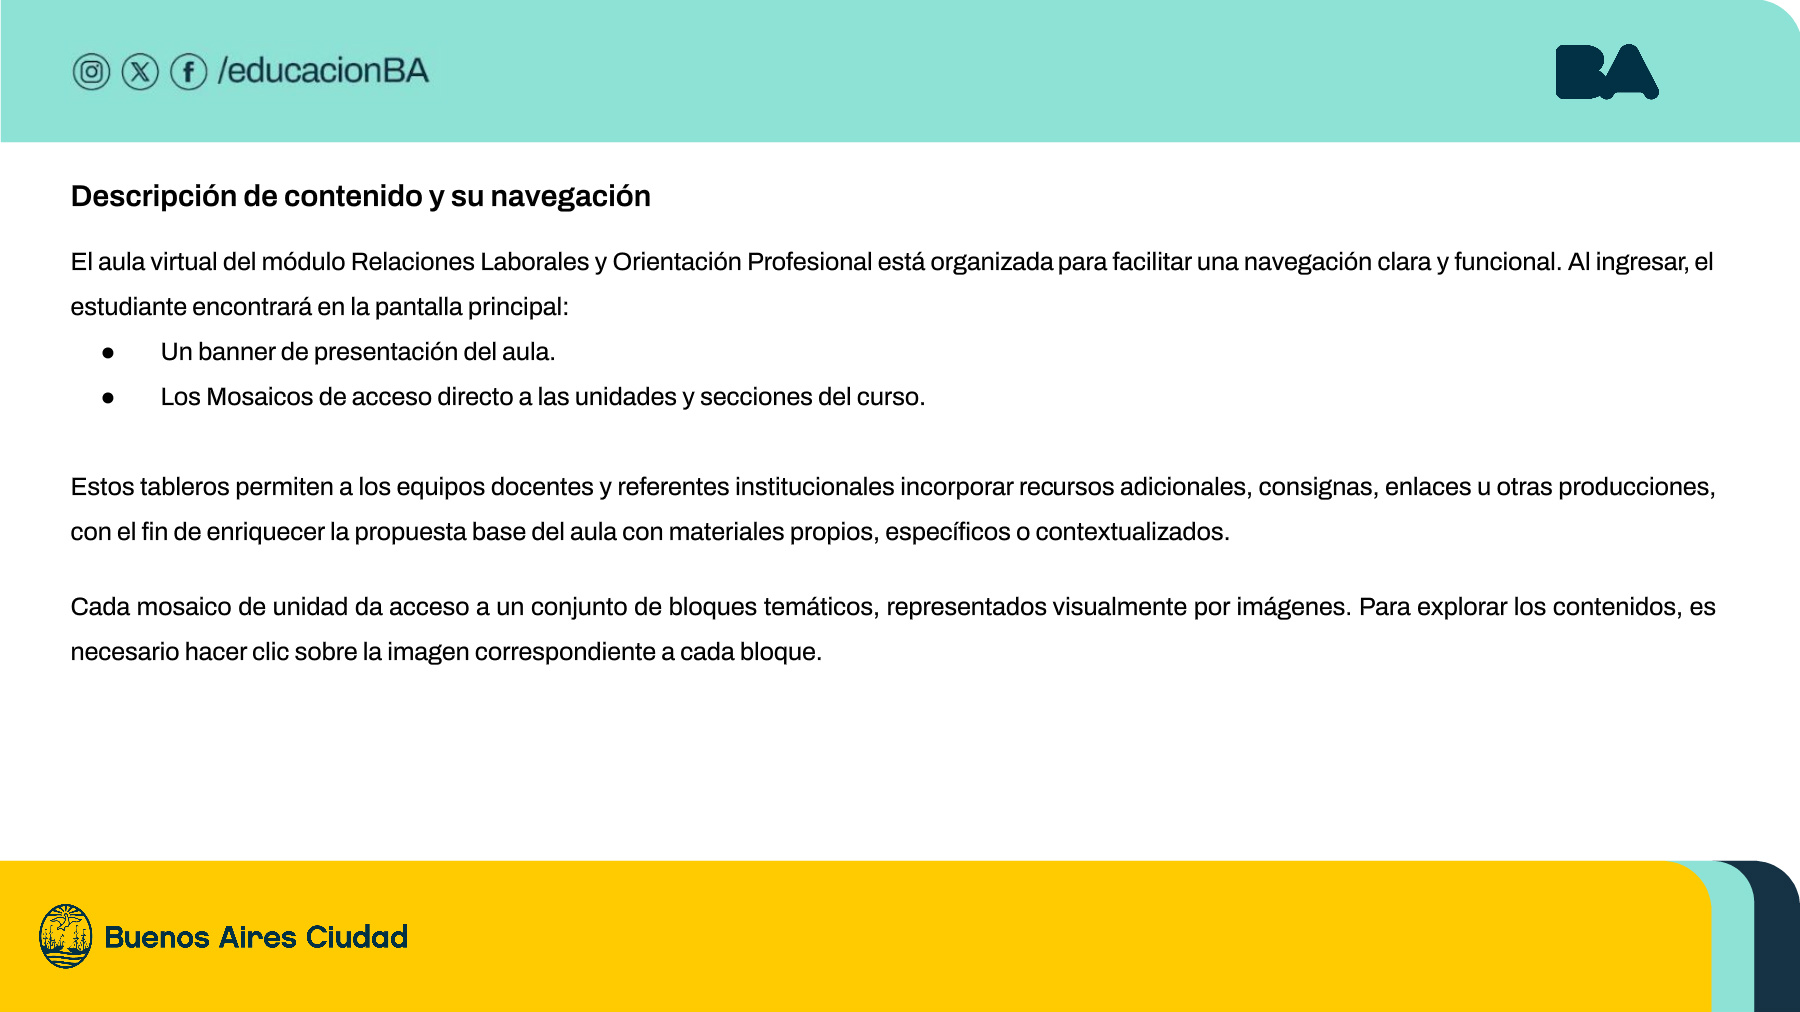 /educacionBA
BA
Descripción de contenido y su navegación
El aula virtual del módulo Relaciones Laborales y Orientación Profesional está organizada para facilitar una navegación clara y funcional. Al ingresar, el
estudiante encontrará en la pantalla principal:
● Un banner de presentación del aula.
● Los Mosaicos de acceso directo a las unidades y secciones del curso.
Estos tableros permiten a los equipos docentes y referentes institucionales incorporar recursos adicionales, consignas, enlaces u otras producciones,
con el fin de enriquecer la propuesta base del aula con materiales propios, específicos o contextualizados.
Cada mosaico de unidad da acceso a un conjunto de bloques temáticos, representados visualmente por imágenes. Para explorar los contenidos, es
necesario hacer clic sobre la imagen correspondiente a cada bloque.
Buenos Aires Ciudad